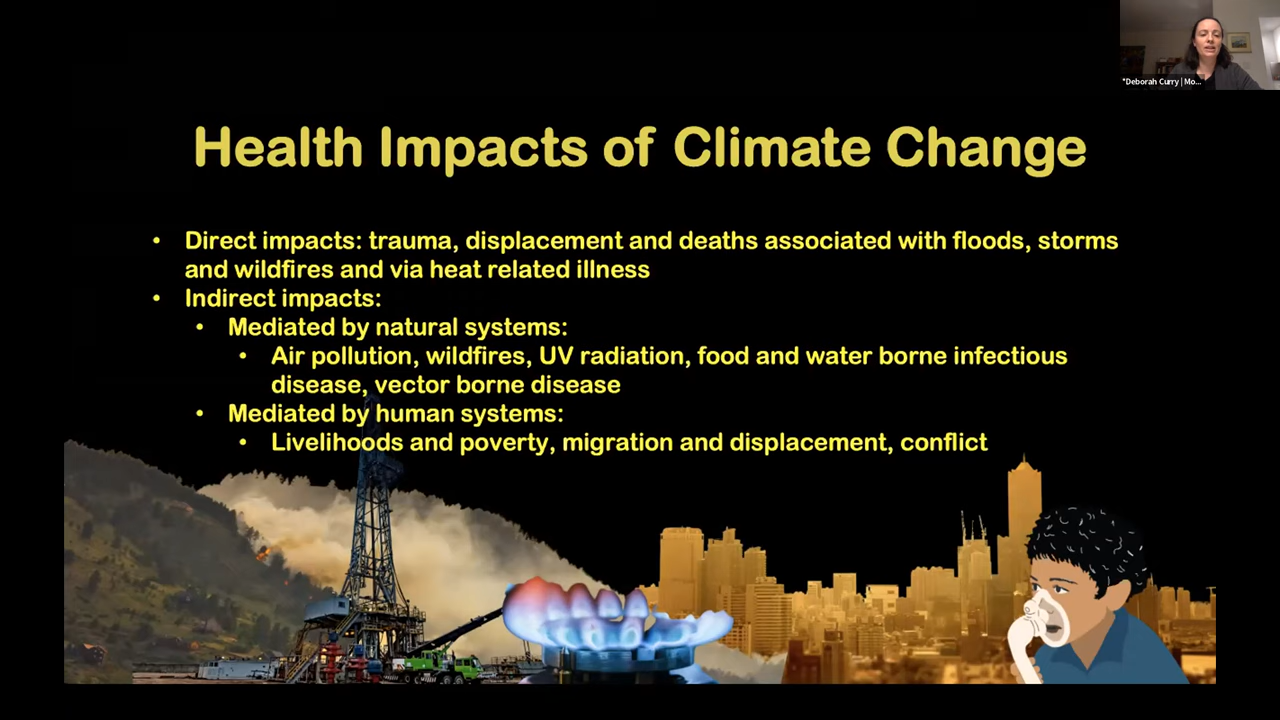 *Deborah Curry | Mo...
Health Impacts of Climate Change
• Direct impacts: trauma, displacement and deaths associated with floods, storms
and wildfires and via heat related illness
• Indirect impacts:
• Mediated by natural systems:
• Air pollution, wildfires, UV radiation, food and water borne infectious
disease, vector borne disease
• Mediated by human systems:
• Livelihoods and poverty, migration and displacement, conflict